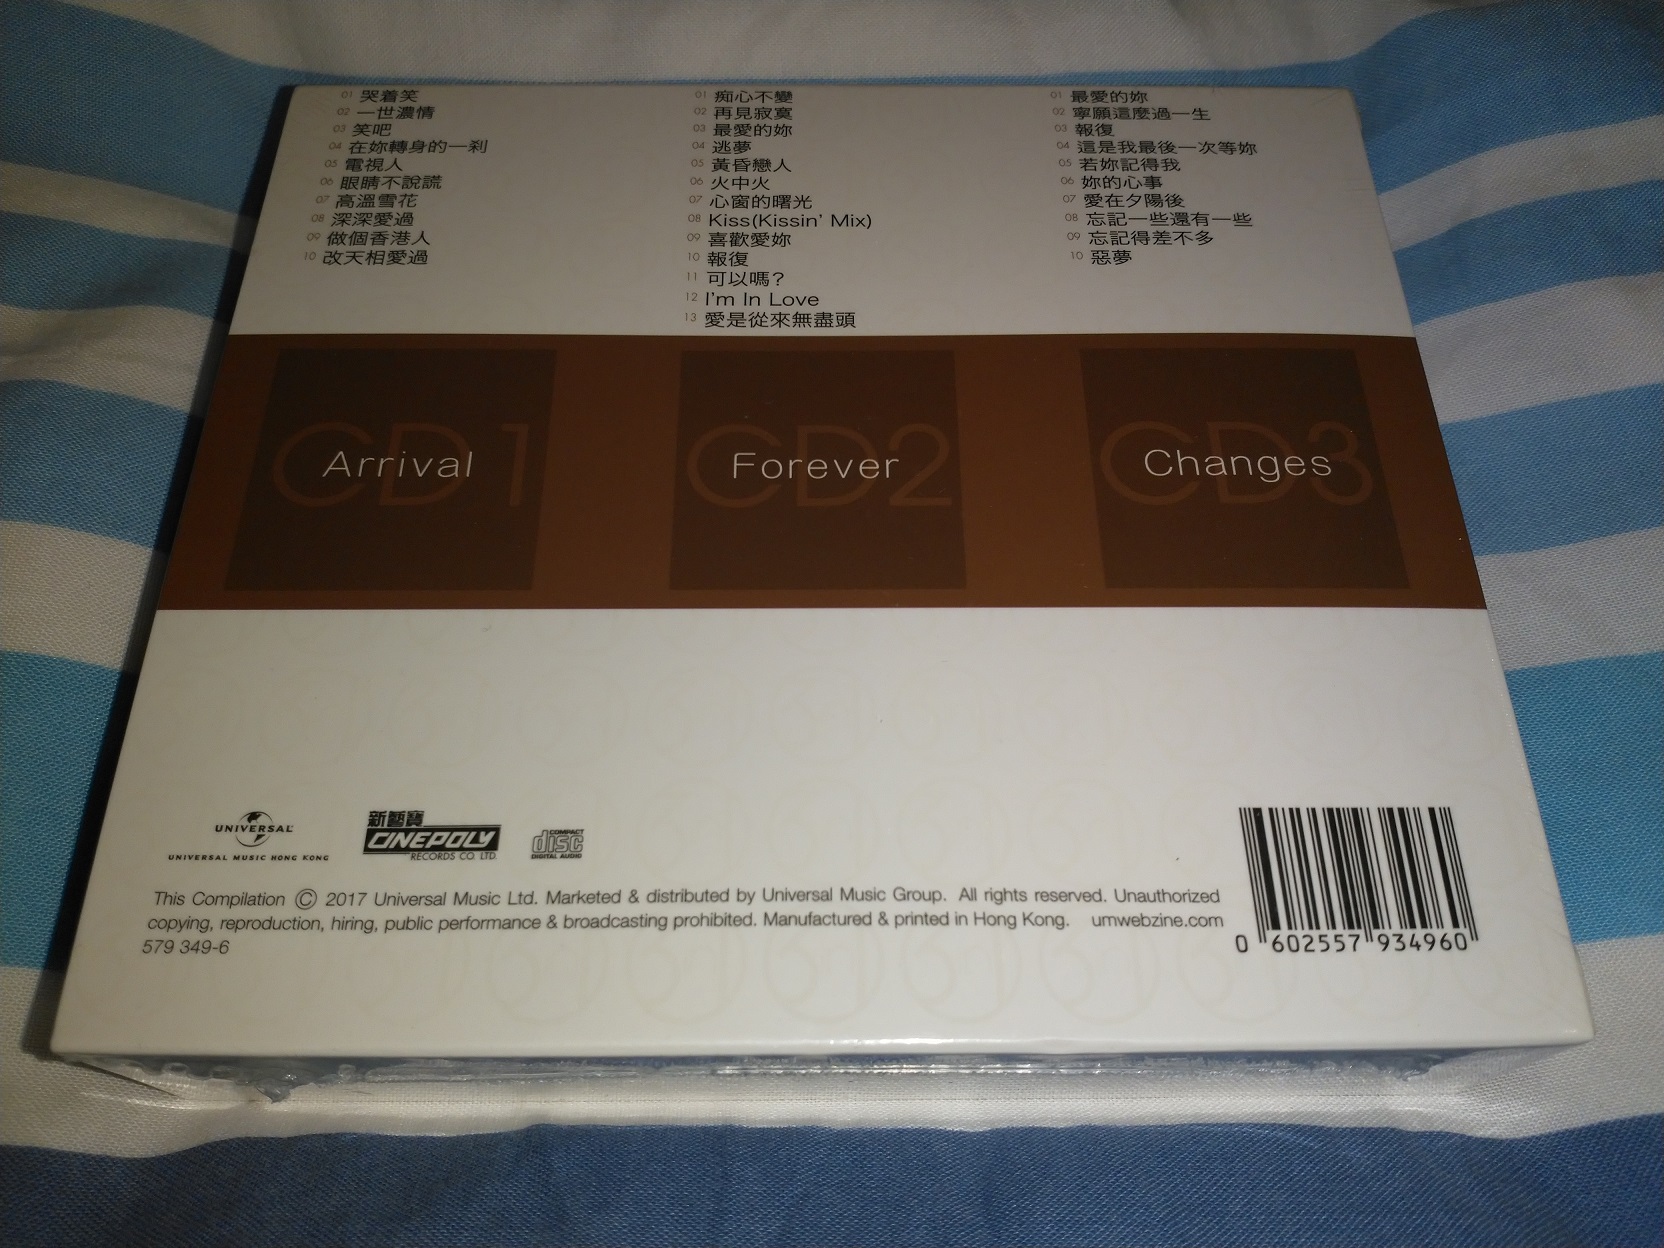 01 哭着笑
02 一世濃情
03 笑吧
04 在妳轉身的一刹
05 電視人
06 眼睛不說謊
07 高溫雪花
08 深深愛過
09 做個香港人
10 改天相愛過
01 痴心不變
02 再見寂寞
03 最愛的妳
04 逃夢
05 黃昏戀人
06 火中火
07 心窗的曙光
08 Kiss(Kissin' Mix)
09 喜歡愛妳
10 報復
11 可以嗎?
12 I'm In Love
13 愛是從來無盡頭
01 最愛的妳
02 寧願這麼過一生
03 報復
04 這是我最後一次等妳
05 若妳記得我
06 妳的心事
07 愛在夕陽後
08 忘記一些還有一些
09 忘記得差不多
10 惡夢
CD1
Arrival
CD2
Forever
CD3
Changes
UNIVERSAL
UNIVERSAL MUSIC HONG KONG
新藝寶
CINEPOLY
RECORDS CO. LTD.
COMPACT
disc
DIGITAL AUDIO
This Compilation Ⓒ 2017 Universal Music Ltd. Marketed & distributed by Universal Music Group. All rights reserved. Unauthorized
copying, reproduction, hiring, public performance & broadcasting prohibited. Manufactured & printed in Hong Kong. umwebzine.com
579 349-6
0 602557 934960